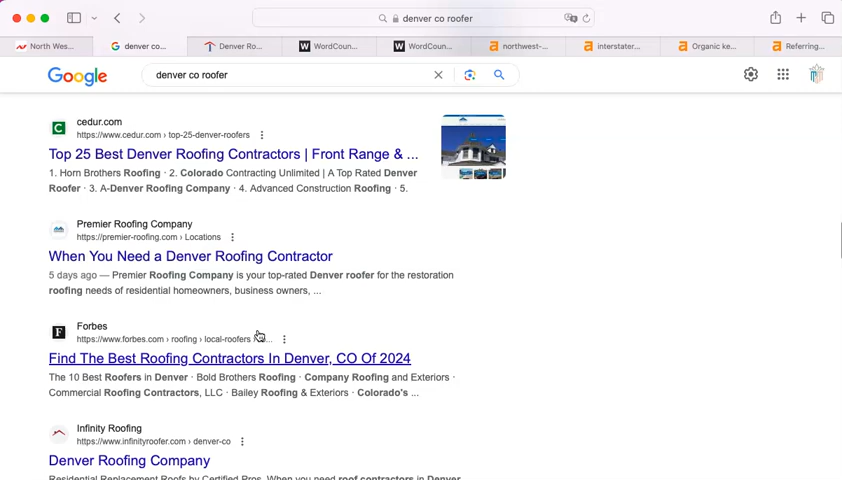 denver co roofer
North Wes...
denver co...
Denver Ro...
WordCoun...
WordCoun...
northwest-...
interstater...
Organic ke...
Referring...
Google
denver co roofer
cedur.com
https://www.cedur.com › top-25-denver-roofers
Top 25 Best Denver Roofing Contractors | Front Range & ...
1. Horn Brothers Roofing · 2. Colorado Contracting Unlimited | A Top Rated Denver
Roofer · 3. A-Denver Roofing Company · 4. Advanced Construction Roofing · 5.
Premier Roofing Company
https://premier-roofing.com › Locations
When You Need a Denver Roofing Contractor
5 days ago — Premier Roofing Company is your top-rated Denver roofer for the restoration
roofing needs of residential homeowners, business owners, ...
Forbes
https://www.forbes.com › roofing › local-roofers › ...
Find The Best Roofing Contractors In Denver, CO Of 2024
The 10 Best Roofers in Denver · Bold Brothers Roofing · Company Roofing and Exteriors ·
Commercial Roofing Contractors, LLC · Bailey Roofing & Exteriors · Colorado's ...
Infinity Roofing
https://www.infinityroofer.com › denver-co
Denver Roofing Company
Residential Replacement Roofs by Certified Pros. When you need roof contractors in Denver